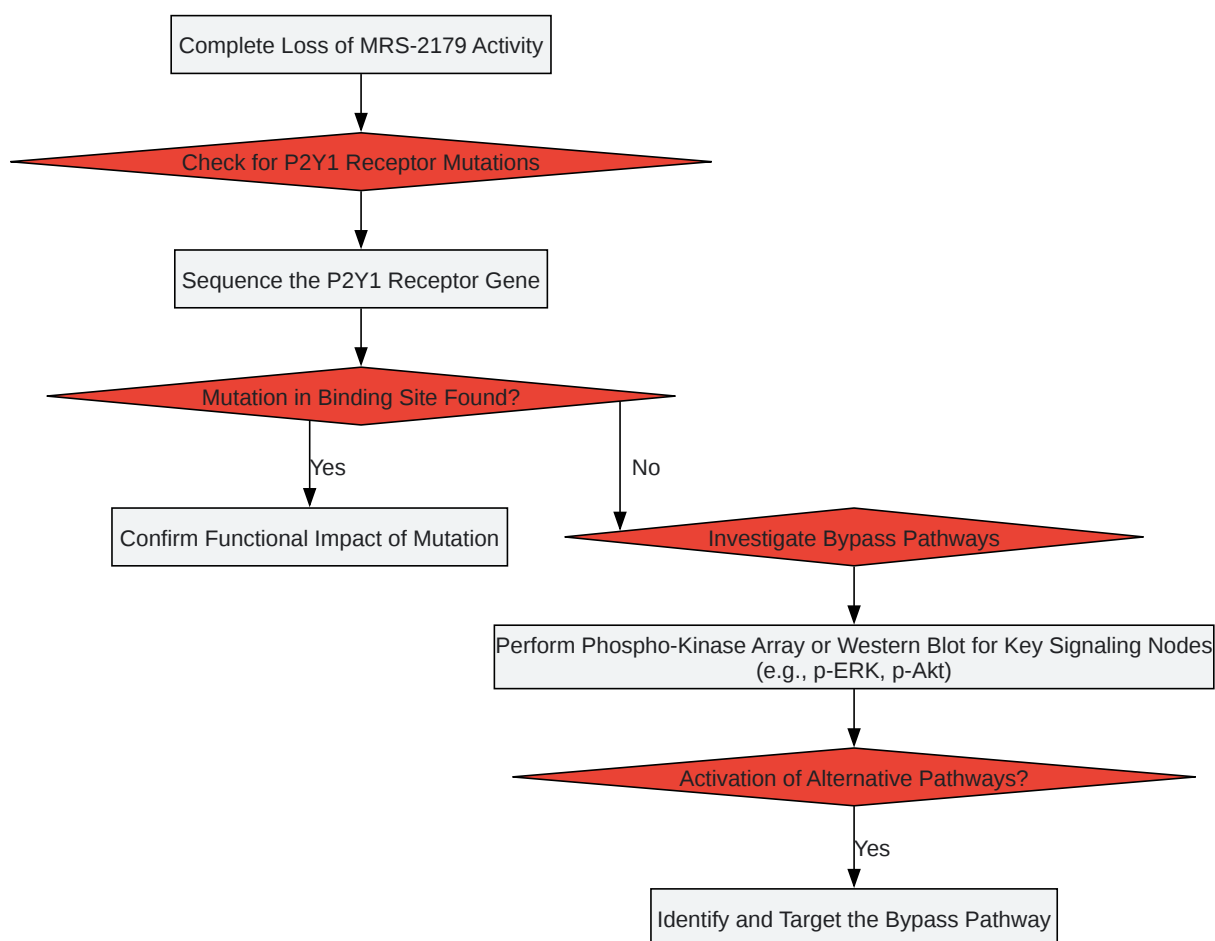 Complete Loss of MRS-2179 Activity
Check for P2Y1 Receptor Mutations
Sequence the P2Y1 Receptor Gene
Mutation in Binding Site Found?
Yes
No
Confirm Functional Impact of Mutation
Investigate Bypass Pathways
Perform Phospho-Kinase Array or Western Blot for Key Signaling Nodes
(e.g., p-ERK, p-Akt)
Activation of Alternative Pathways?
Yes
Identify and Target the Bypass Pathway